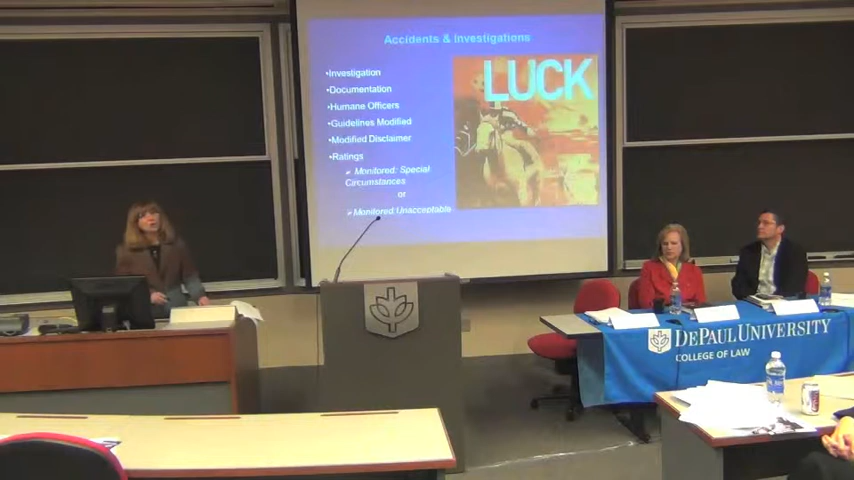 Accidents & Investigations
•Investigation
•Documentation
•Humane Officers
•Guidelines Modified
•Modified Disclaimer
•Ratings
➢ Monitored: Special
Circumstances
or
➢Monitored:Unacceptable
LUCK
DEPAUL UNIVERSITY
COLLEGE OF LAW